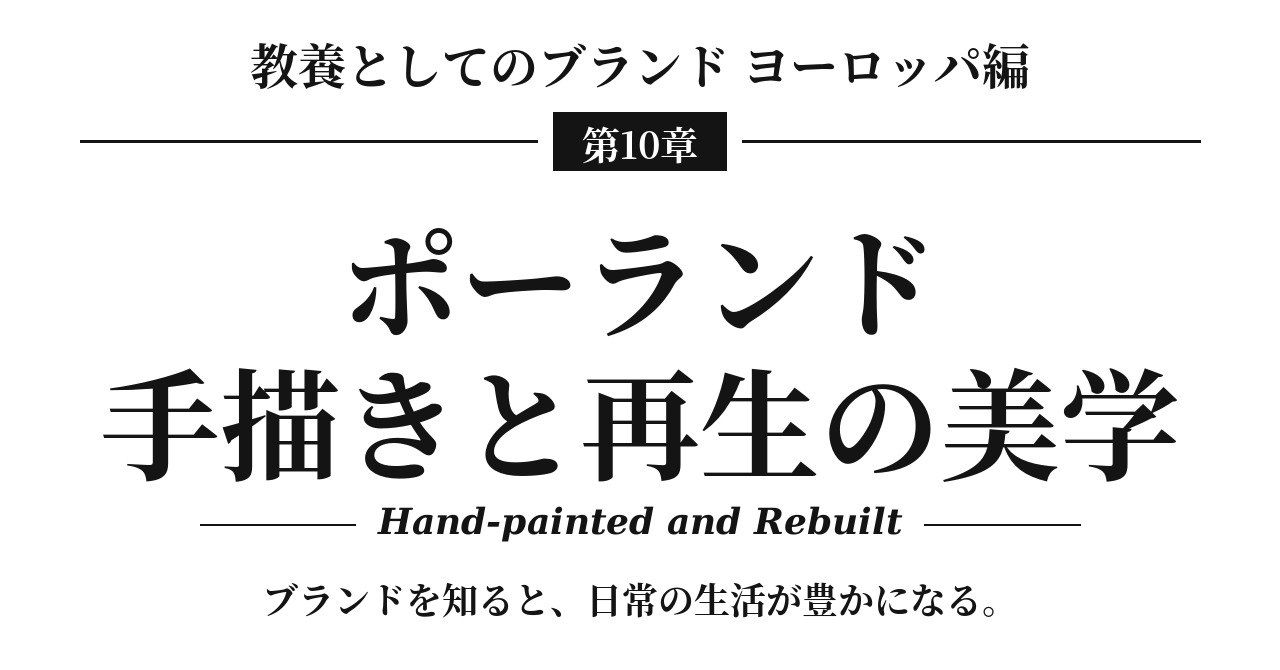 教養としてのブランド ヨーロッパ編
第10章
ポーランド
手描きと再生の美学
Hand-painted and Rebuilt
ブランドを知ると、日常の生活が豊かになる。